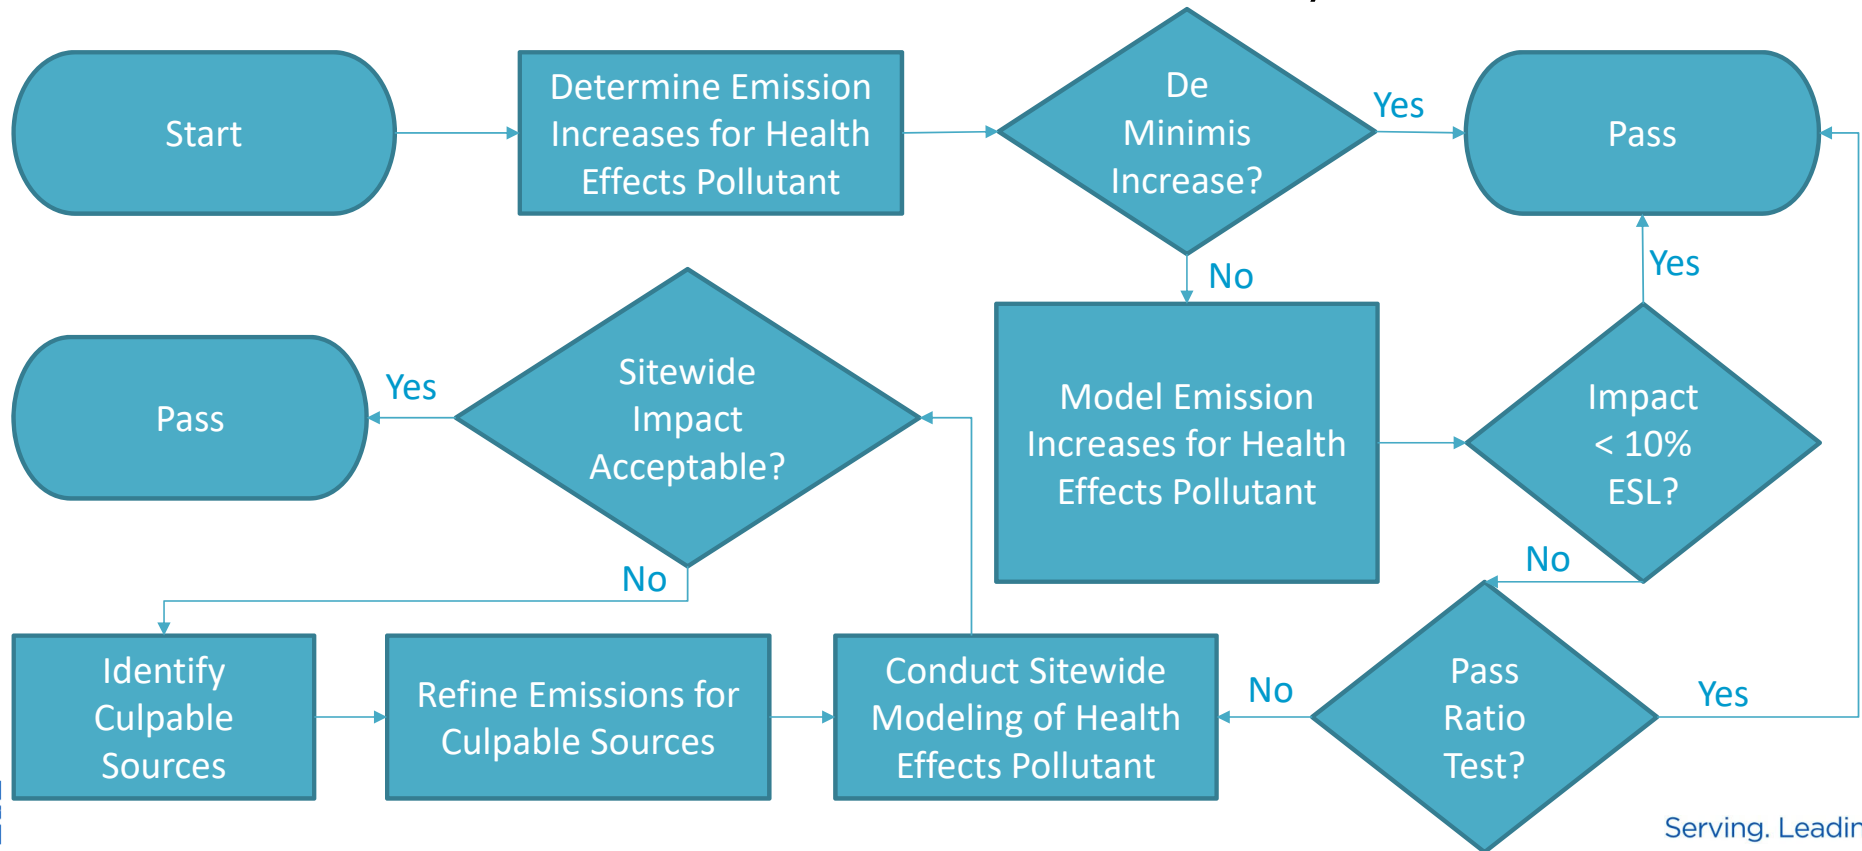 Start
Determine Emission
Increases for Health
Effects Pollutant
De
Minimis
Increase?
Yes
Pass
No
Yes
Sitewide
Impact
Acceptable?
Yes
Pass
Model Emission
Increases for Health
Effects Pollutant
Impact
< 10%
ESL?
No
No
Identify
Culpable
Sources
Refine Emissions for
Culpable Sources
Conduct Sitewide
Modeling of Health
Effects Pollutant
No
Pass
Ratio
Test?
Yes
Serving. Leadin